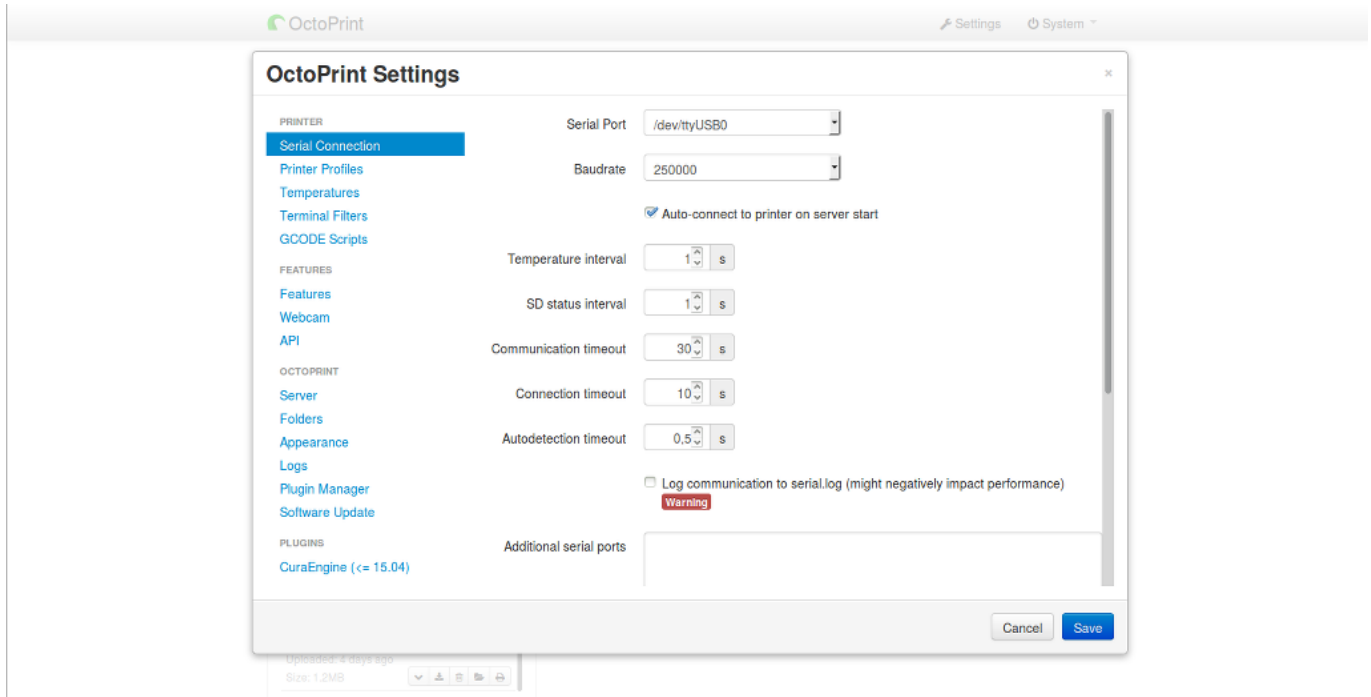 OctoPrint
Settings
System
OctoPrint Settings
×
PRINTER
Serial Connection
Printer Profiles
Temperatures
Terminal Filters
GCODE Scripts
FEATURES
Features
Webcam
API
OCTOPRINT
Server
Folders
Appearance
Logs
Plugin Manager
Software Update
PLUGINS
CuraEngine (<= 15.04)
Serial Port /dev/ttyUSB0
Baudrate 250000
Auto-connect to printer on server start
Temperature interval 1 s
SD status interval 1 s
Communication timeout 30 s
Connection timeout 10 s
Autodetection timeout 0.5 s
Log communication to serial.log (might negatively impact performance)
Warning
Additional serial ports
Cancel
Save
Uploaded: 4 days ago
Size: 1.2MB